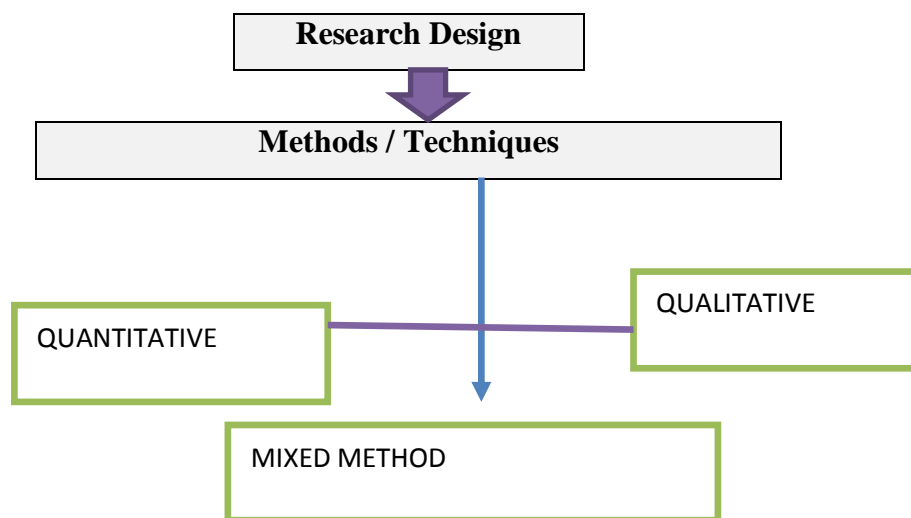 Research Design
Methods / Techniques
QUANTITATIVE
QUALITATIVE
MIXED METHOD